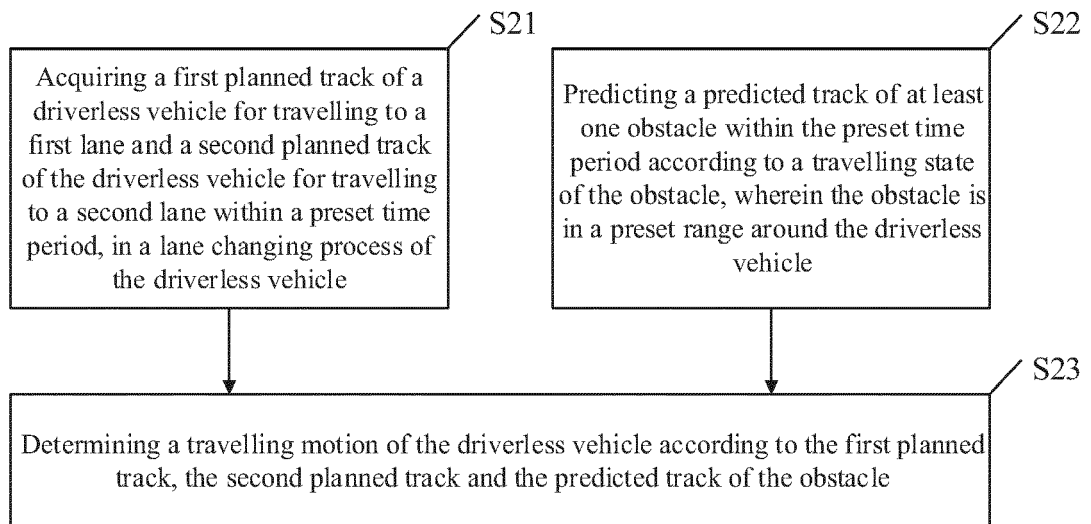 S21
Acquiring a first planned track of a
driverless vehicle for travelling to
a first lane and a second planned track
of the driverless vehicle for travelling
to a second lane within a preset time
period, in a lane changing process of
the driverless vehicle
S22
Predicting a predicted track of at least
one obstacle within the preset time
period according to a travelling state
of the obstacle, wherein the obstacle is
in a preset range around the driverless
vehicle
S23
Determining a travelling motion of the driverless vehicle according to the first planned
track, the second planned track and the predicted track of the obstacle